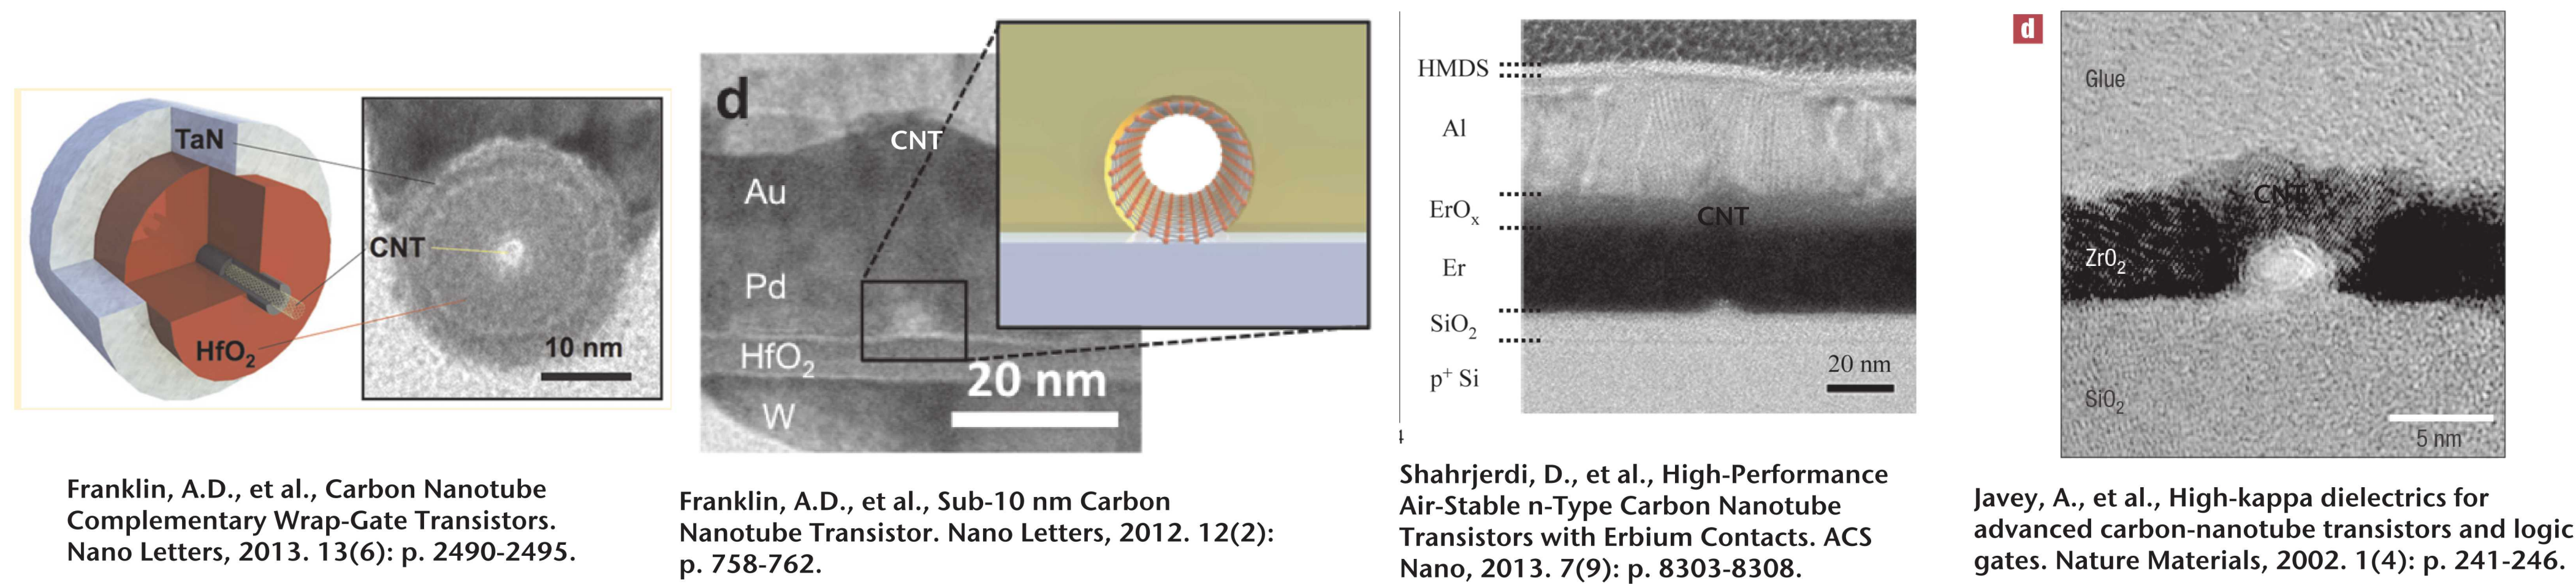 TaN
CNT
HfO2
10 nm
Franklin, A.D., et al., Carbon Nanotube
Complementary Wrap-Gate Transistors.
Nano Letters, 2013. 13(6): p. 2490-2495.
d
CNT
Au
Pd
HfO2
W
20 nm
Franklin, A.D., et al., Sub-10 nm Carbon
Nanotube Transistor. Nano Letters, 2012. 12(2):
p. 758-762.
HMDS
Al
ErOx
CNT
Er
SiO2
p+ Si
20 nm
4
Shahrjerdi, D., et al., High-Performance
Air-Stable n-Type Carbon Nanotube
Transistors with Erbium Contacts. ACS
Nano, 2013. 7(9): p. 8303-8308.
d
Glue
CNT
ZrO2
SiO2
5 nm
Javey, A., et al., High-kappa dielectrics for
advanced carbon-nanotube transistors and logic
gates. Nature Materials, 2002. 1(4): p. 241-246.